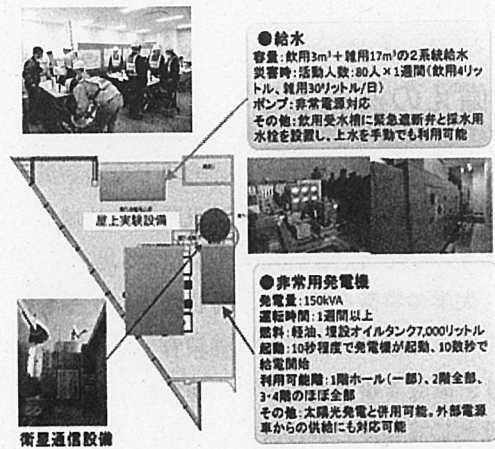 ●給水
容量:飲用3m³+雑用17m³の2系統給水
災害時:活動人数:80人×1週間(飲用4リッ
トル、雑用30リットル/日)
ポンプ:非常電源対応
その他:飲用受水槽に緊急遮断弁と採水用
水栓を設置し、上水を手動でも利用可能
屋上実験設備
●非常用発電機
発電量:150kVA
運転時間:1週間以上
燃料:軽油、埋設オイルタンク7,000リットル
起動:10秒程度で発電機が起動、10数秒で
給電開始
利用可能階:1階ホール(一部)、2階全部、
3・4階のほぼ全部
その他:太陽光発電と併用可能。外部電源
車からの供給にも対応可能
衛星通信設備